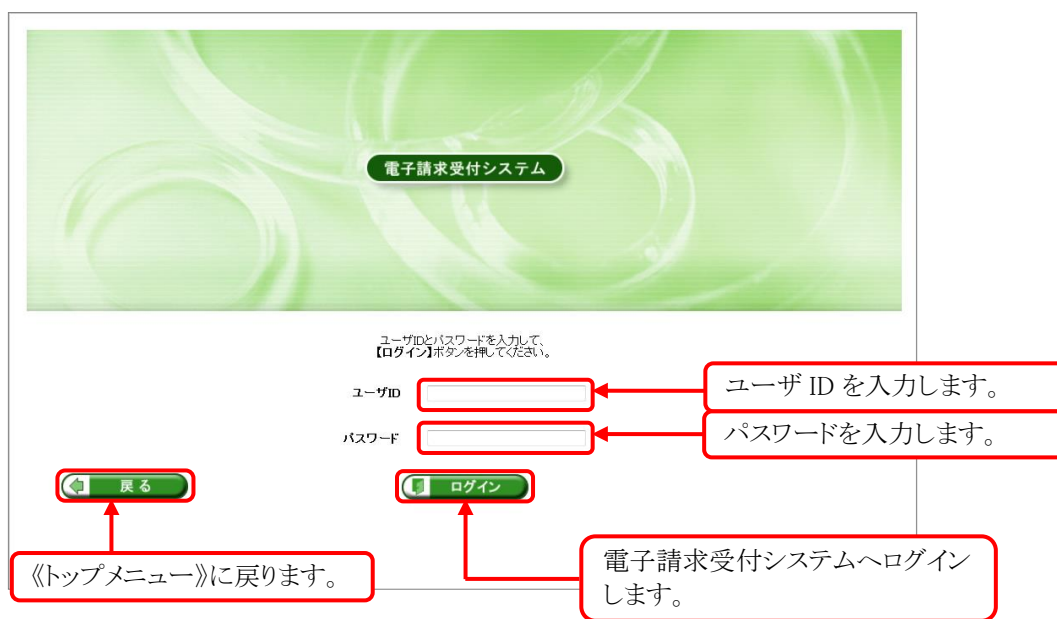 電子請求受付システム
ユーザIDとパスワードを入力して、
【ログイン】ボタンを押してください。
ユーザID
ユーザ ID を入力します。
パスワード
パスワードを入力します。
戻る
ログイン
《トップメニュー》に戻ります。
電子請求受付システムへログイン
します。